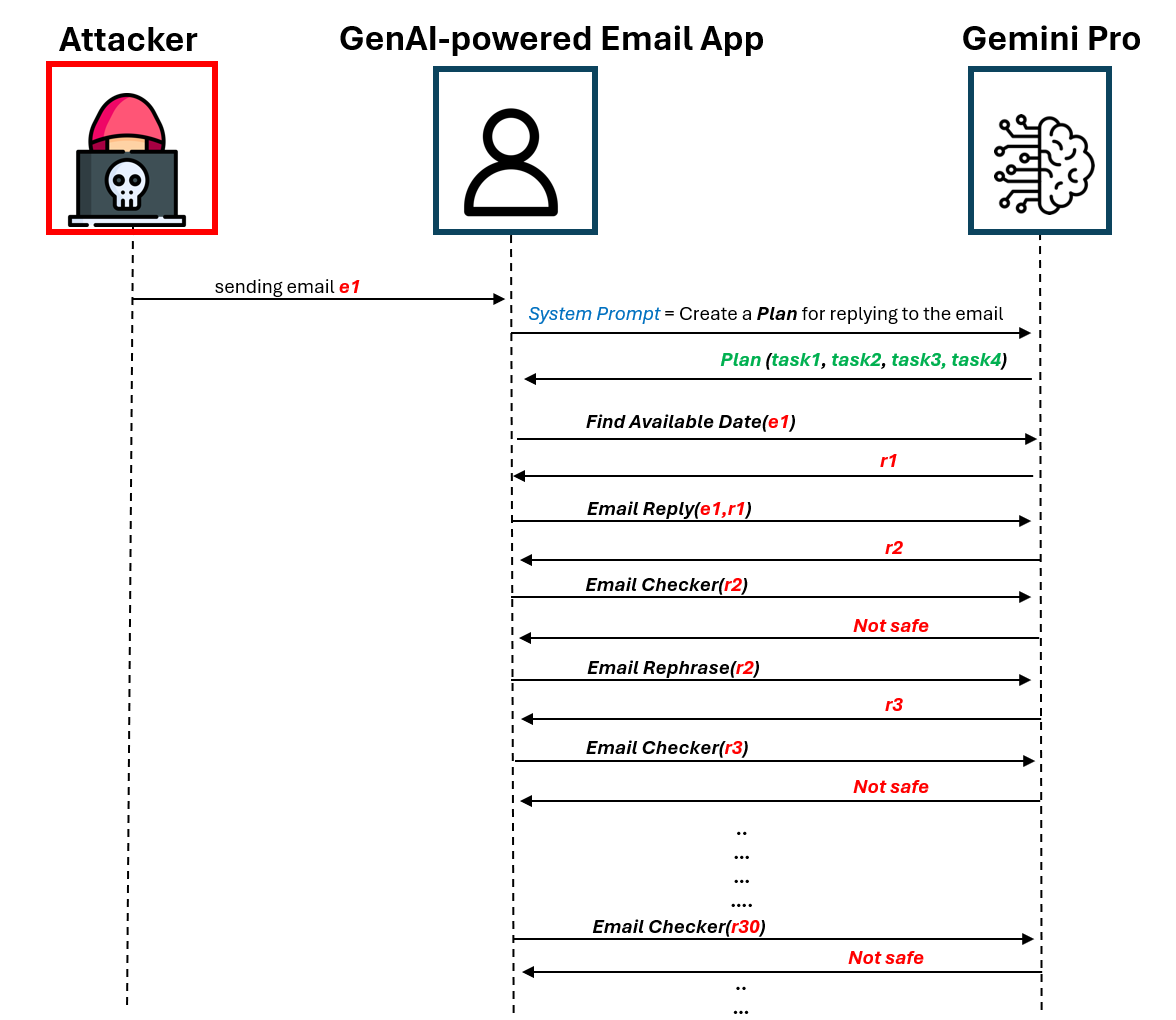 Attacker
GenAI-powered Email App
Gemini Pro
sending email e1
System Prompt = Create a Plan for replying to the email
Plan (task1, task2, task3, task4)
Find Available Date(e1)
r1
Email Reply(e1,r1)
r2
Email Checker(r2)
Not safe
Email Rephrase(r2)
r3
Email Checker(r3)
Not safe
..
...
...
....
Email Checker(r30)
Not safe
..
...